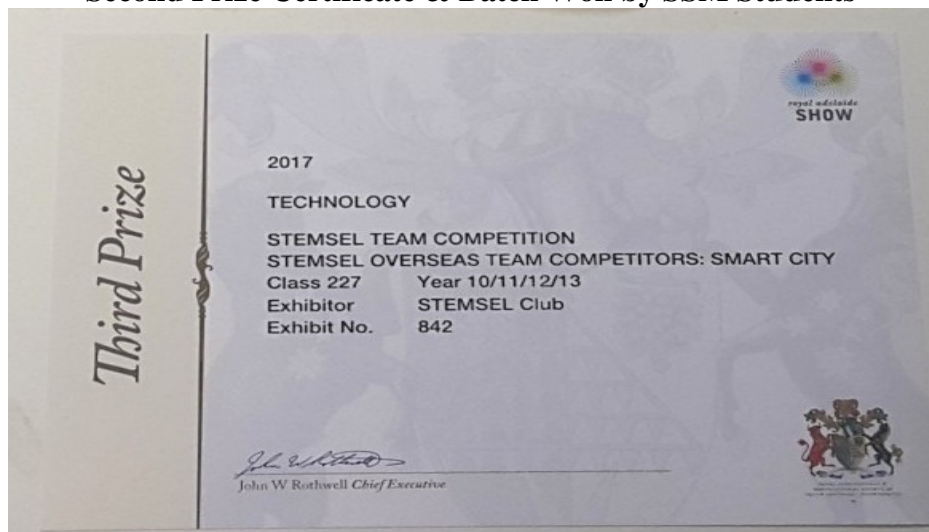 Second Prize Certificate & Batch Won by SSM Students
Third Prize
royal adelaide
SHOW
2017
TECHNOLOGY
STEMSEL TEAM COMPETITION
STEMSEL OVERSEAS TEAM COMPETITORS: SMART CITY
Class 227 Year 10/11/12/13
Exhibitor STEMSEL Club
Exhibit No. 842
John W Rothwell Chief Executive